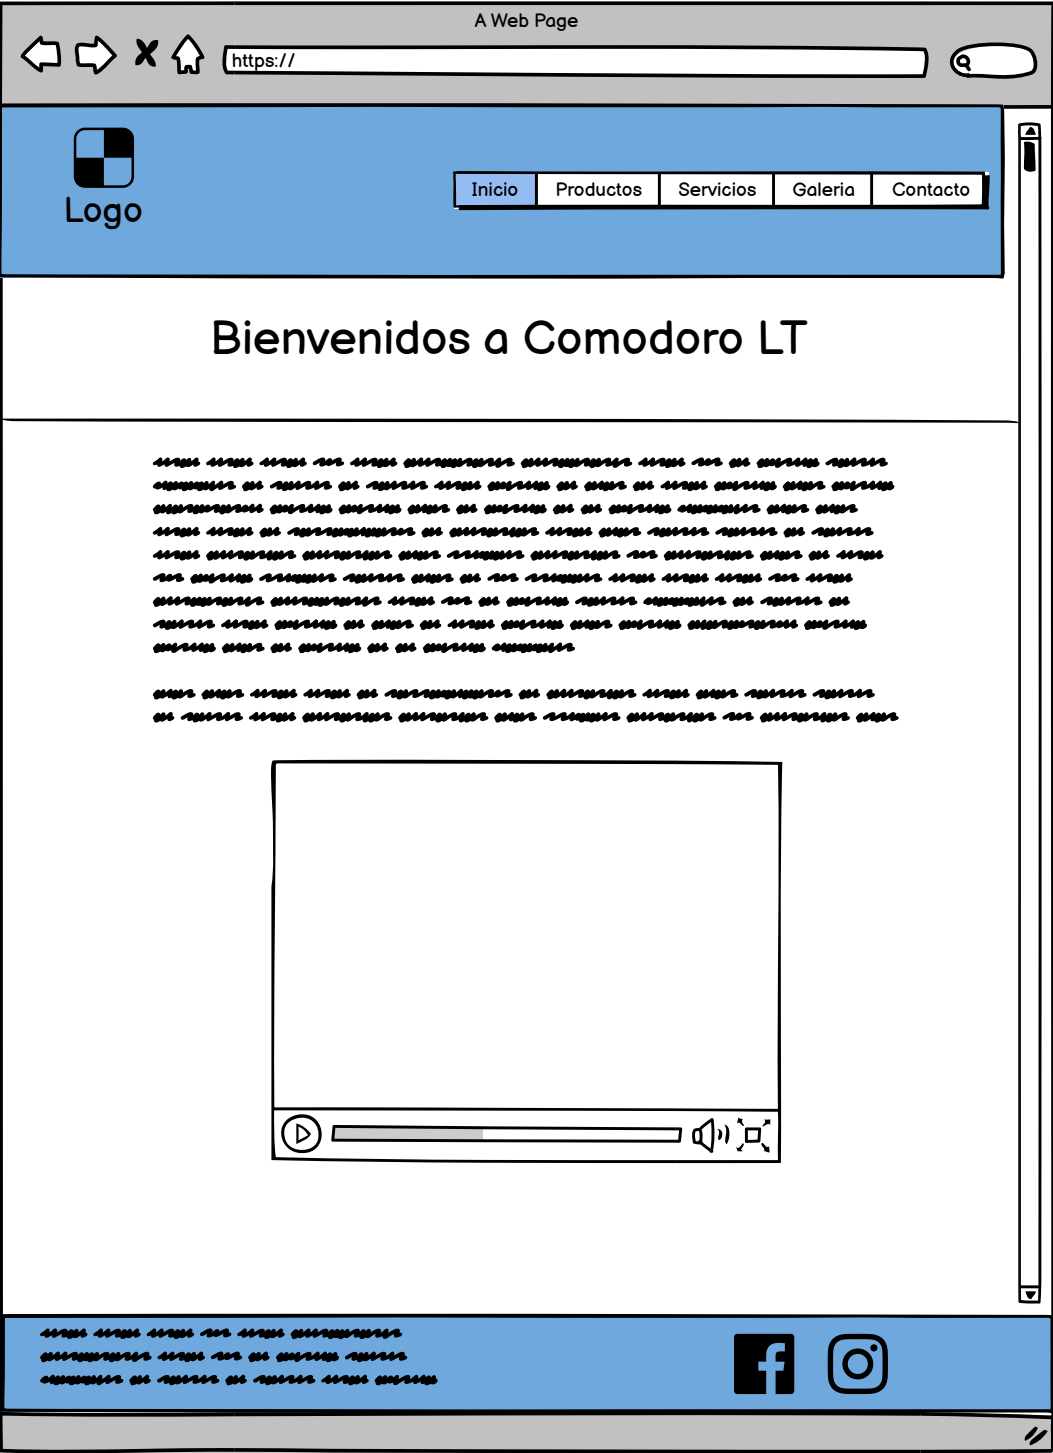 A Web Page
https://
Logo
Inicio Productos Servicios Galeria Contacto
Bienvenidos a Comodoro LT